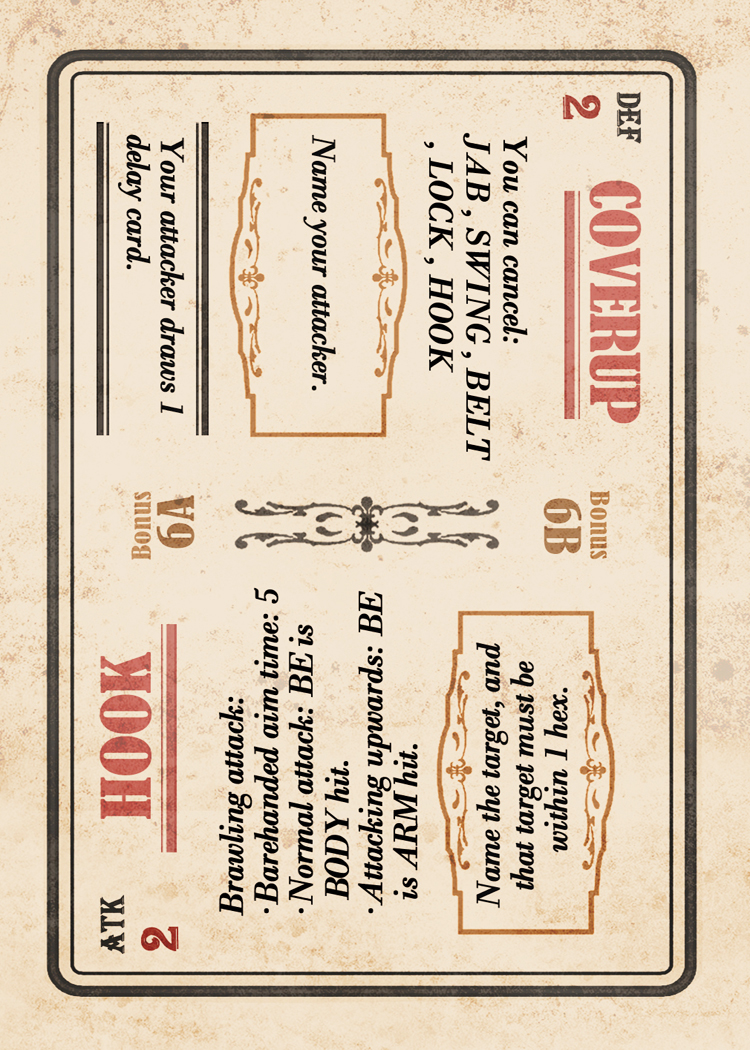 DEF
2
COVERUP
You can cancel:
JAB , SWING , BELT
, LOCK , HOOK
Name your attacker.
Your attacker draws 1
delay card.
Bonus
6B
Bonus
6A
ATK
2
HOOK
Brawling attack:
·Barehanded aim time: 5
·Normal attack: BE is
BODY hit.
·Attacking upwards: BE
is ARM hit.
Name the target, and
that target must be
within 1 hex.